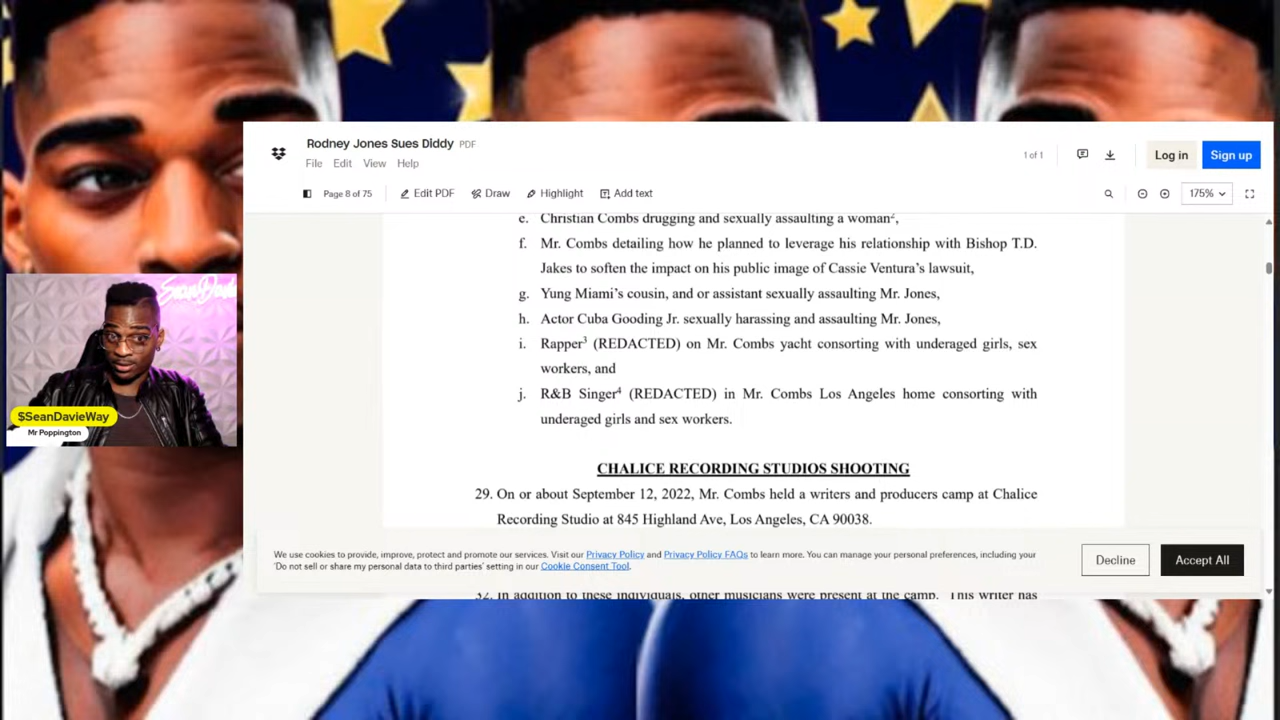 Rodney Jones Sues Diddy PDF
File Edit View Help
1 of 1
Log in
Sign up
Page 8 of 75
Edit PDF
Draw
Highlight
Add text
175%
e. Christian Combs drugging and sexually assaulting a woman²,
f. Mr. Combs detailing how he planned to leverage his relationship with Bishop T.D.
Jakes to soften the impact on his public image of Cassie Ventura's lawsuit,
g. Yung Miami's cousin, and or assistant sexually assaulting Mr. Jones,
h. Actor Cuba Gooding Jr. sexually harassing and assaulting Mr. Jones,
i. Rapper³ (REDACTED) on Mr. Combs yacht consorting with underaged girls, sex
workers, and
j. R&B Singer⁴ (REDACTED) in Mr. Combs Los Angeles home consorting with
underaged girls and sex workers.
CHALICE RECORDING STUDIOS SHOOTING
29. On or about September 12, 2022, Mr. Combs held a writers and producers camp at Chalice
Recording Studio at 845 Highland Ave, Los Angeles, CA 90038.
We use cookies to provide, improve, protect and promote our services. Visit our Privacy Policy and Privacy Policy FAQs to learn more. You can manage your personal preferences, including your
'Do not sell or share my personal data to third parties' setting in our Cookie Consent Tool.
Decline
Accept All
32. In addition to these individuals, other musicians were present at the camp. This writer has
$SeanDavieWay
Mr Poppington